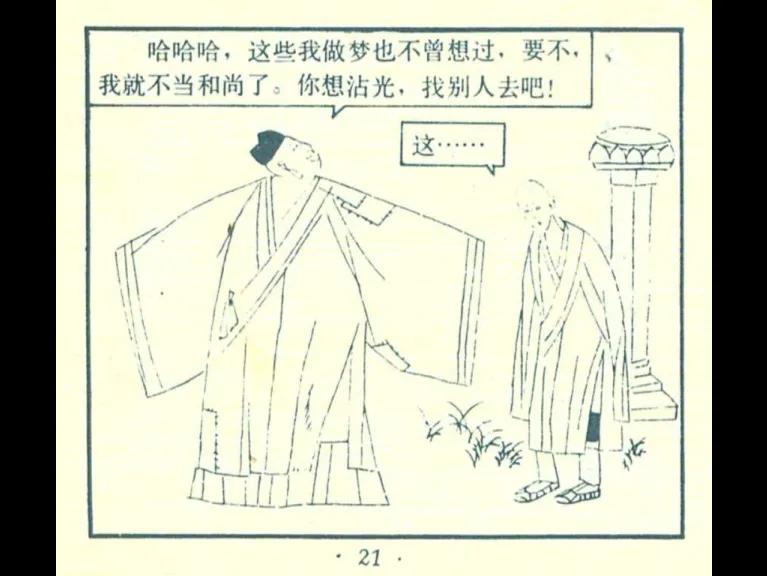 哈哈哈，这些我做梦也不曾想过，要不，
我就不当和尚了。你想沾光，找别人去吧！
这……
· 21 ·